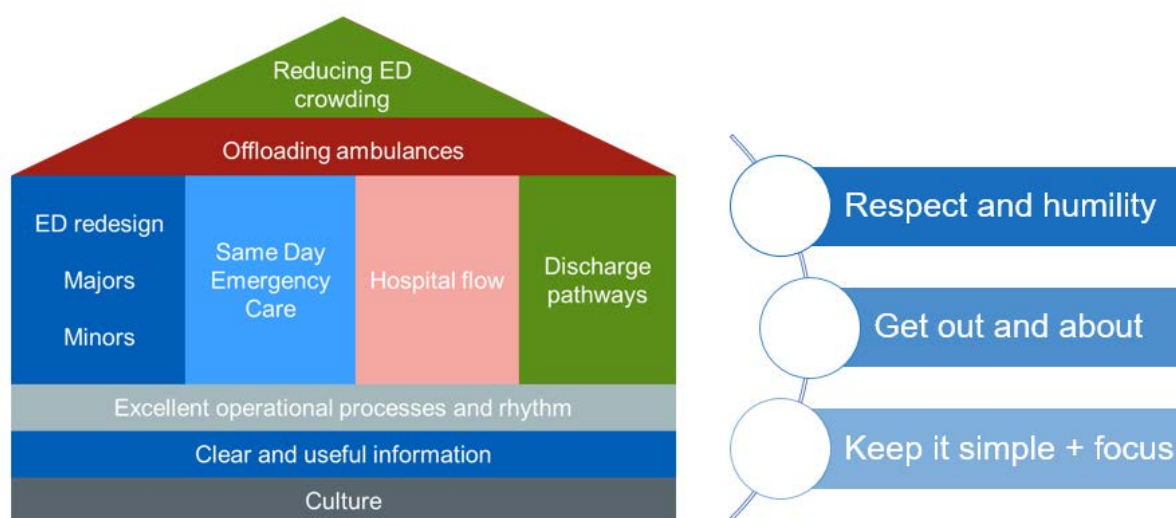 Reducing ED
crowding
Offloading ambulances
ED redesign
Majors
Minors
Same Day
Emergency
Care
Hospital flow
Discharge
pathways
Excellent operational processes and rhythm
Clear and useful information
Culture
Respect and humility
Get out and about
Keep it simple + focus